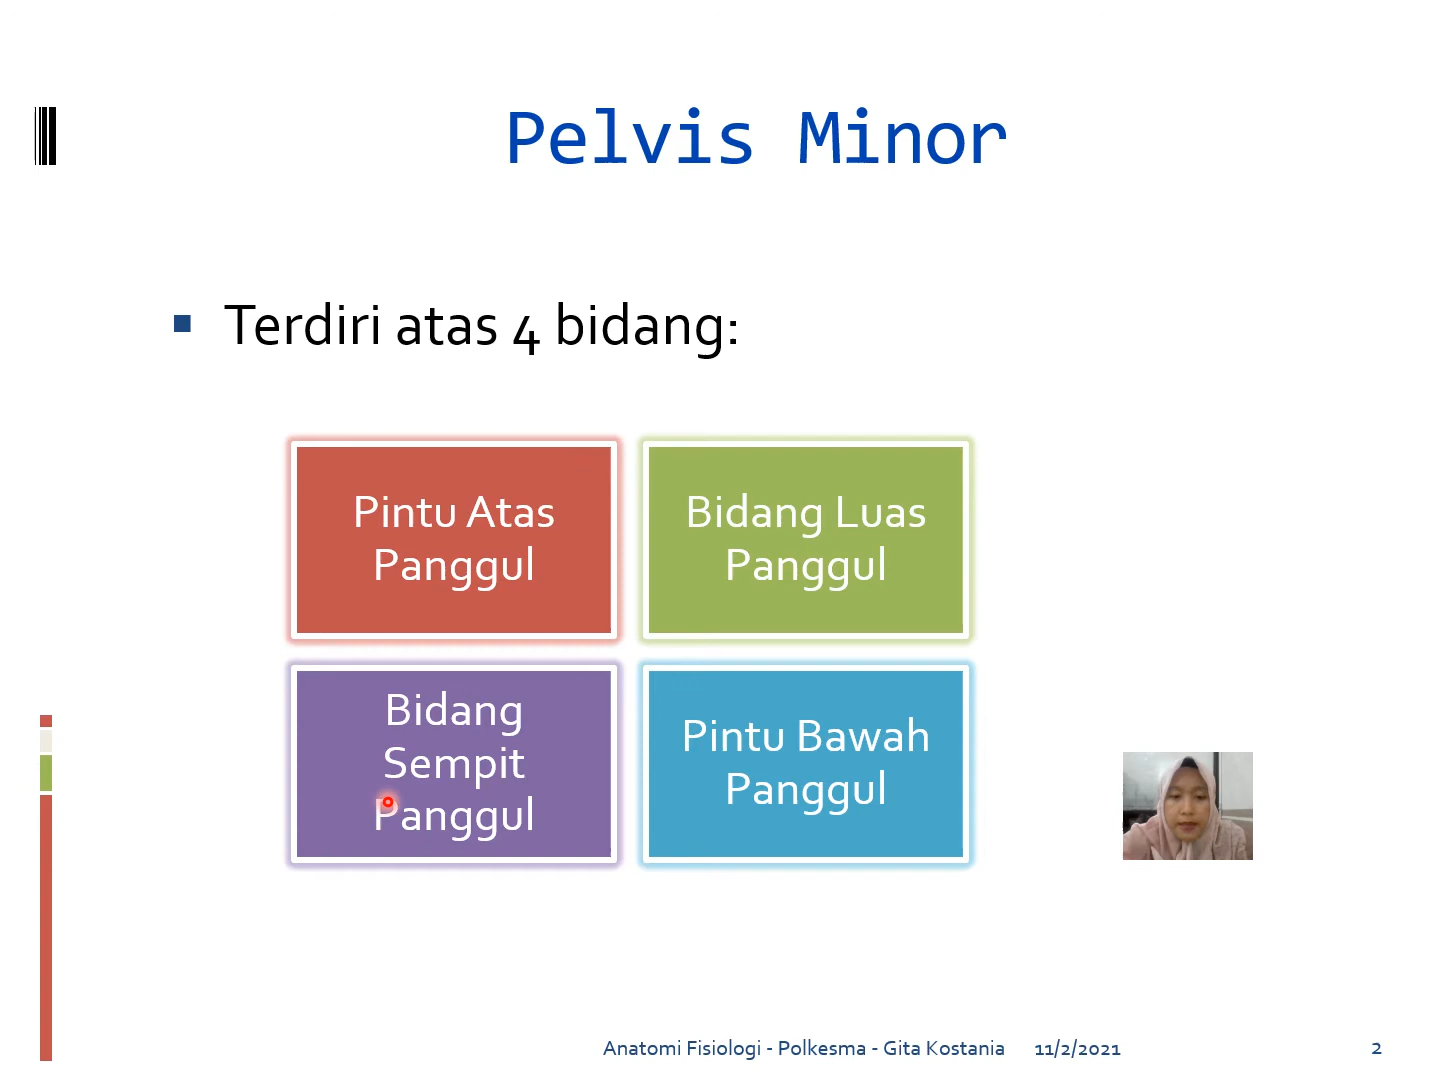 Pelvis Minor
Terdiri atas 4 bidang:
Pintu Atas
Panggul
Bidang Luas
Panggul
Bidang
Sempit
Panggul
Pintu Bawah
Panggul
Anatomi Fisiologi - Polkesma - Gita Kostania 11/2/2021 2